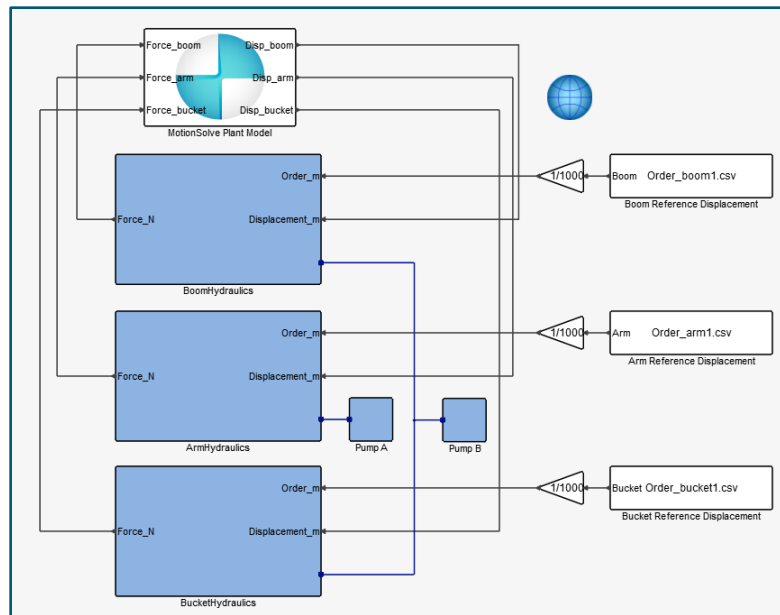 Force_boom
Disp_boom
Force_arm
Disp_arm
Force_bucket
Disp_bucket
MotionSolve Plant Model
Order_m
1/1000
Boom
Order_boom1.csv
Boom Reference Displacement
Force_N
Displacement_m
BoomHydraulics
Order_m
1/1000
Arm
Order_arm1.csv
Arm Reference Displacement
Force_N
Displacement_m
ArmHydraulics
Pump A
Pump B
Order_m
1/1000
Bucket
Order_bucket1.csv
Bucket Reference Displacement
Force_N
Displacement_m
BucketHydraulics